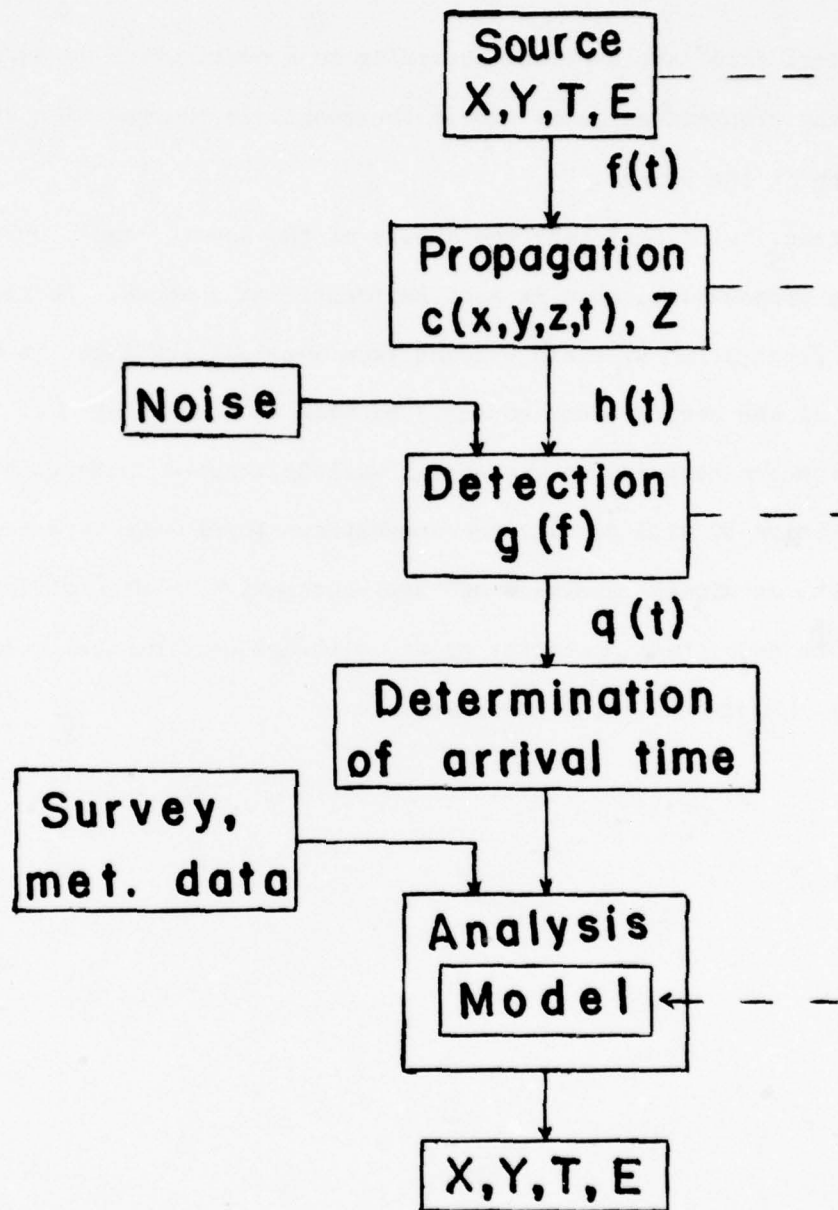 Source
X,Y,T,E
f(t)
Propagation
c(x,y,z,t), Z
Noise
h(t)
Detection
g(f)
q(t)
Determination
of arrival time
Survey,
met. data
Analysis
Model
X,Y,T,E